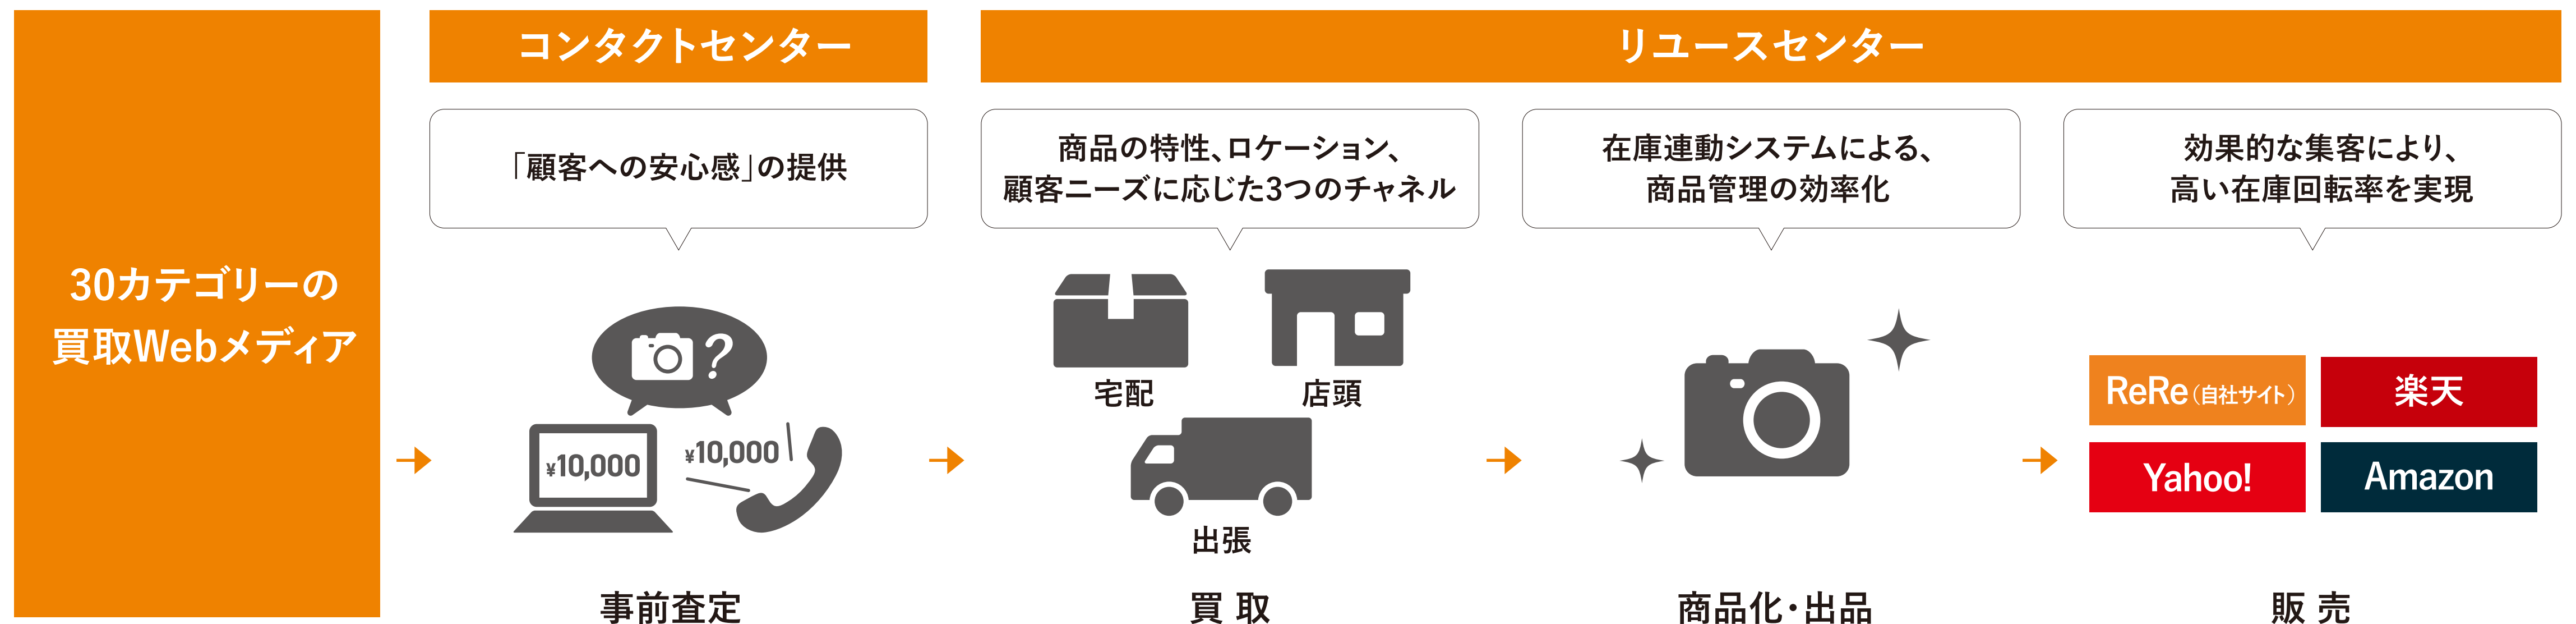 30カテゴリーの
買取Webメディア
コンタクトセンター
「顧客への安心感」の提供
¥10,000
¥10,000
?
事前査定
リユースセンター
商品の特性、ロケーション、
顧客ニーズに応じた3つのチャネル
宅配
店頭
出張
買取
在庫連動システムによる、
商品管理の効率化
商品化・出品
効果的な集客により、
高い在庫回転率を実現
ReRe（自社サイト）
楽天
Yahoo!
Amazon
販売